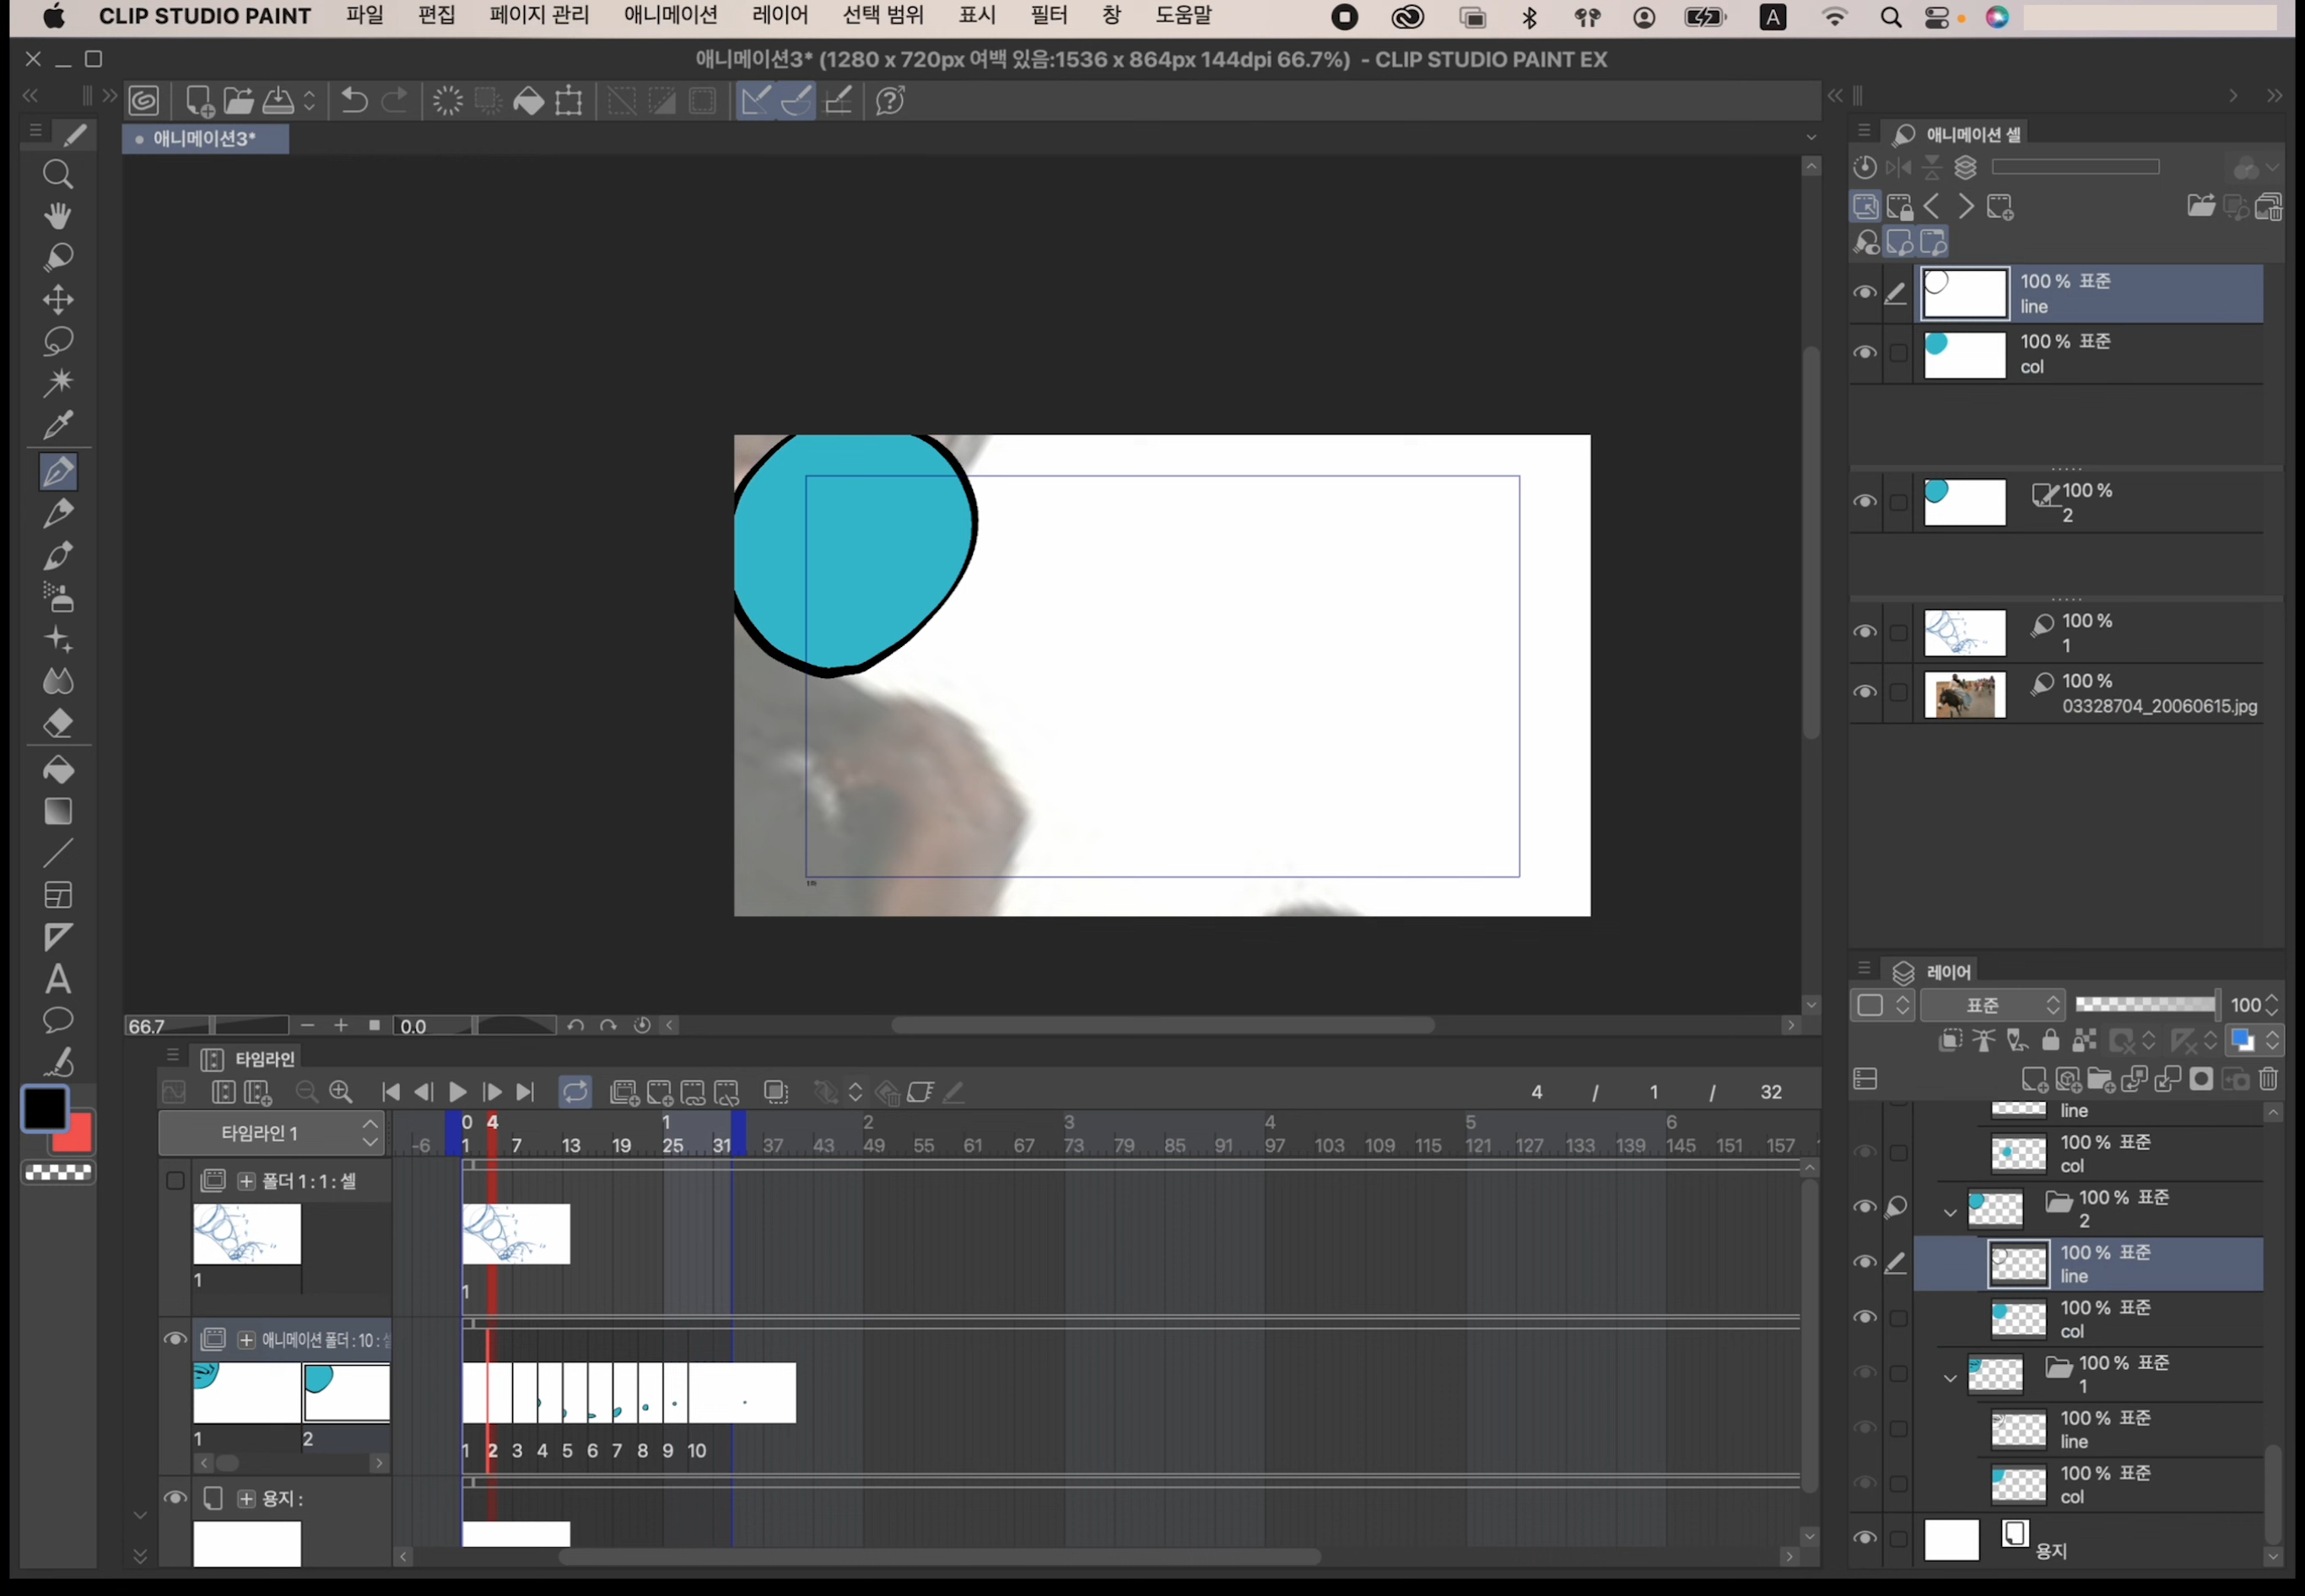 CLIP STUDIO PAINT 파일 편집 페이지 관리 애니메이션 레이어 선택 범위 표시 필터 창 도움말 A
애니메이션3* (1280 x 720px 여백 있음:1536 x 864px 144dpi 66.7%) - CLIP STUDIO PAINT EX
애니메이션3*
애니메이션 셀
100 % 표준
line
100 % 표준
col
100 %
2
100 %
1
100 %
03328704_20060615.jpg
66.7
0.0
레이어
표준 100
line
100 % 표준
col
100 % 표준
2
100 % 표준
line
100 % 표준
col
100 % 표준
1
100 % 표준
line
100 % 표준
col
용지
타임라인
4 / 1 / 32
타임라인 1
0 4 1 2 3 4 5 6
-6 1 7 13 19 25 31 37 43 49 55 61 67 73 79 85 91 97 103 109 115 121 127 133 139 145 151 157
폴더 1 : 1 : 셀
1
1
애니메이션 폴더 : 10 :
1 2
1 2 3 4 5 6 7 8 9 10
용지 :